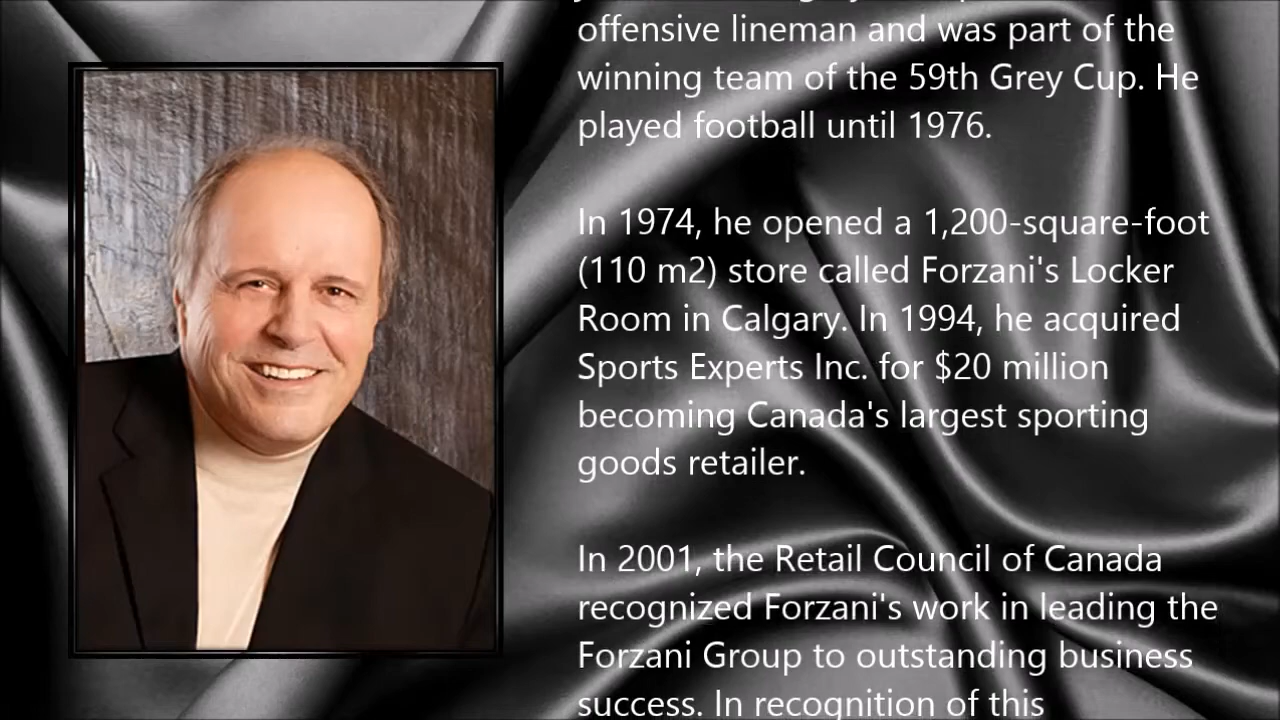 offensive lineman and was part of the
winning team of the 59th Grey Cup. He
played football until 1976.
In 1974, he opened a 1,200-square-foot
(110 m2) store called Forzani's Locker
Room in Calgary. In 1994, he acquired
Sports Experts Inc. for $20 million
becoming Canada's largest sporting
goods retailer.
In 2001, the Retail Council of Canada
recognized Forzani's work in leading the
Forzani Group to outstanding business
success. In recognition of this